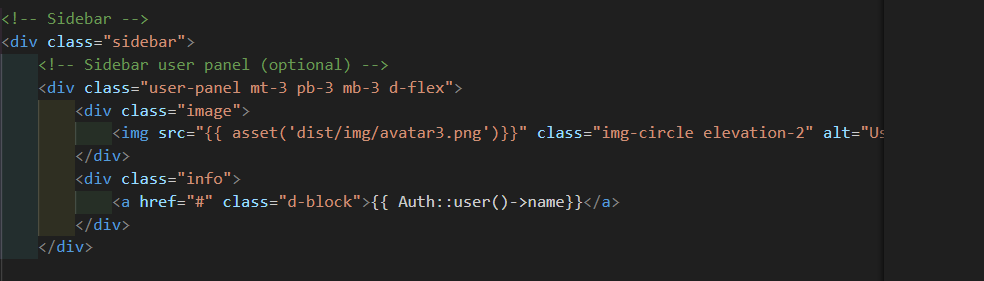 <!-- Sidebar -->
<div class="sidebar">
<!-- Sidebar user panel (optional) -->
<div class="user-panel mt-3 pb-3 mb-3 d-flex">
<div class="image">
<img src="{{ asset('dist/img/avatar3.png')}}" class="img-circle elevation-2" alt="Us
</div>
<div class="info">
<a href="#" class="d-block">{{ Auth::user()->name}}</a>
</div>
</div>